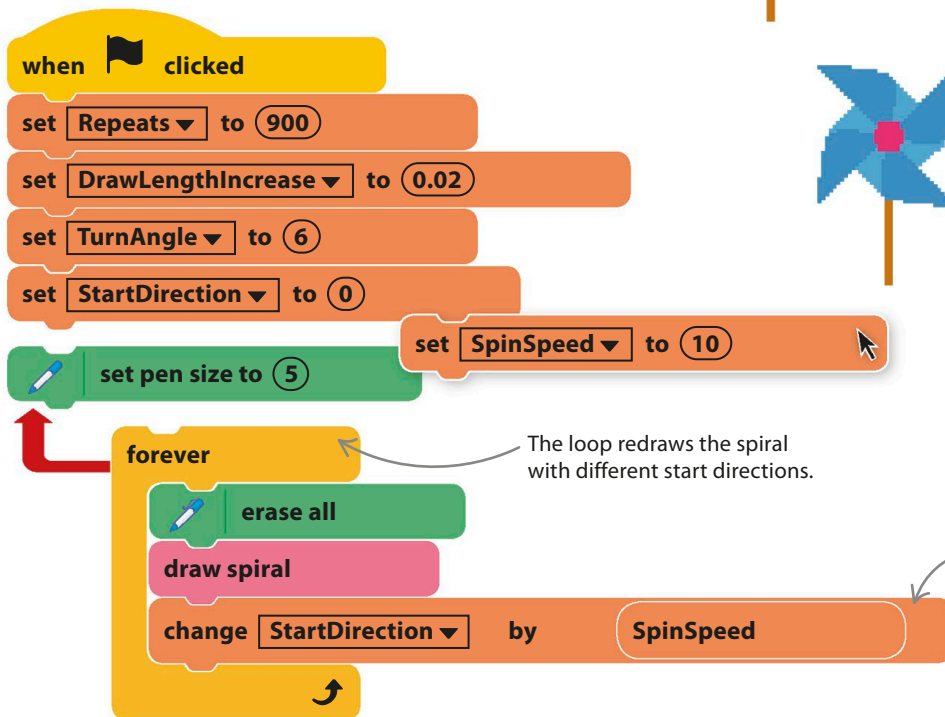 when clicked
set Repeats to 900
set DrawLengthIncrease to 0.02
set TurnAngle to 6
set StartDirection to 0
set SpinSpeed to 10
set pen size to 5
forever
The loop redraws the spiral
with different start directions.
erase all
draw spiral
change StartDirection by SpinSpeed